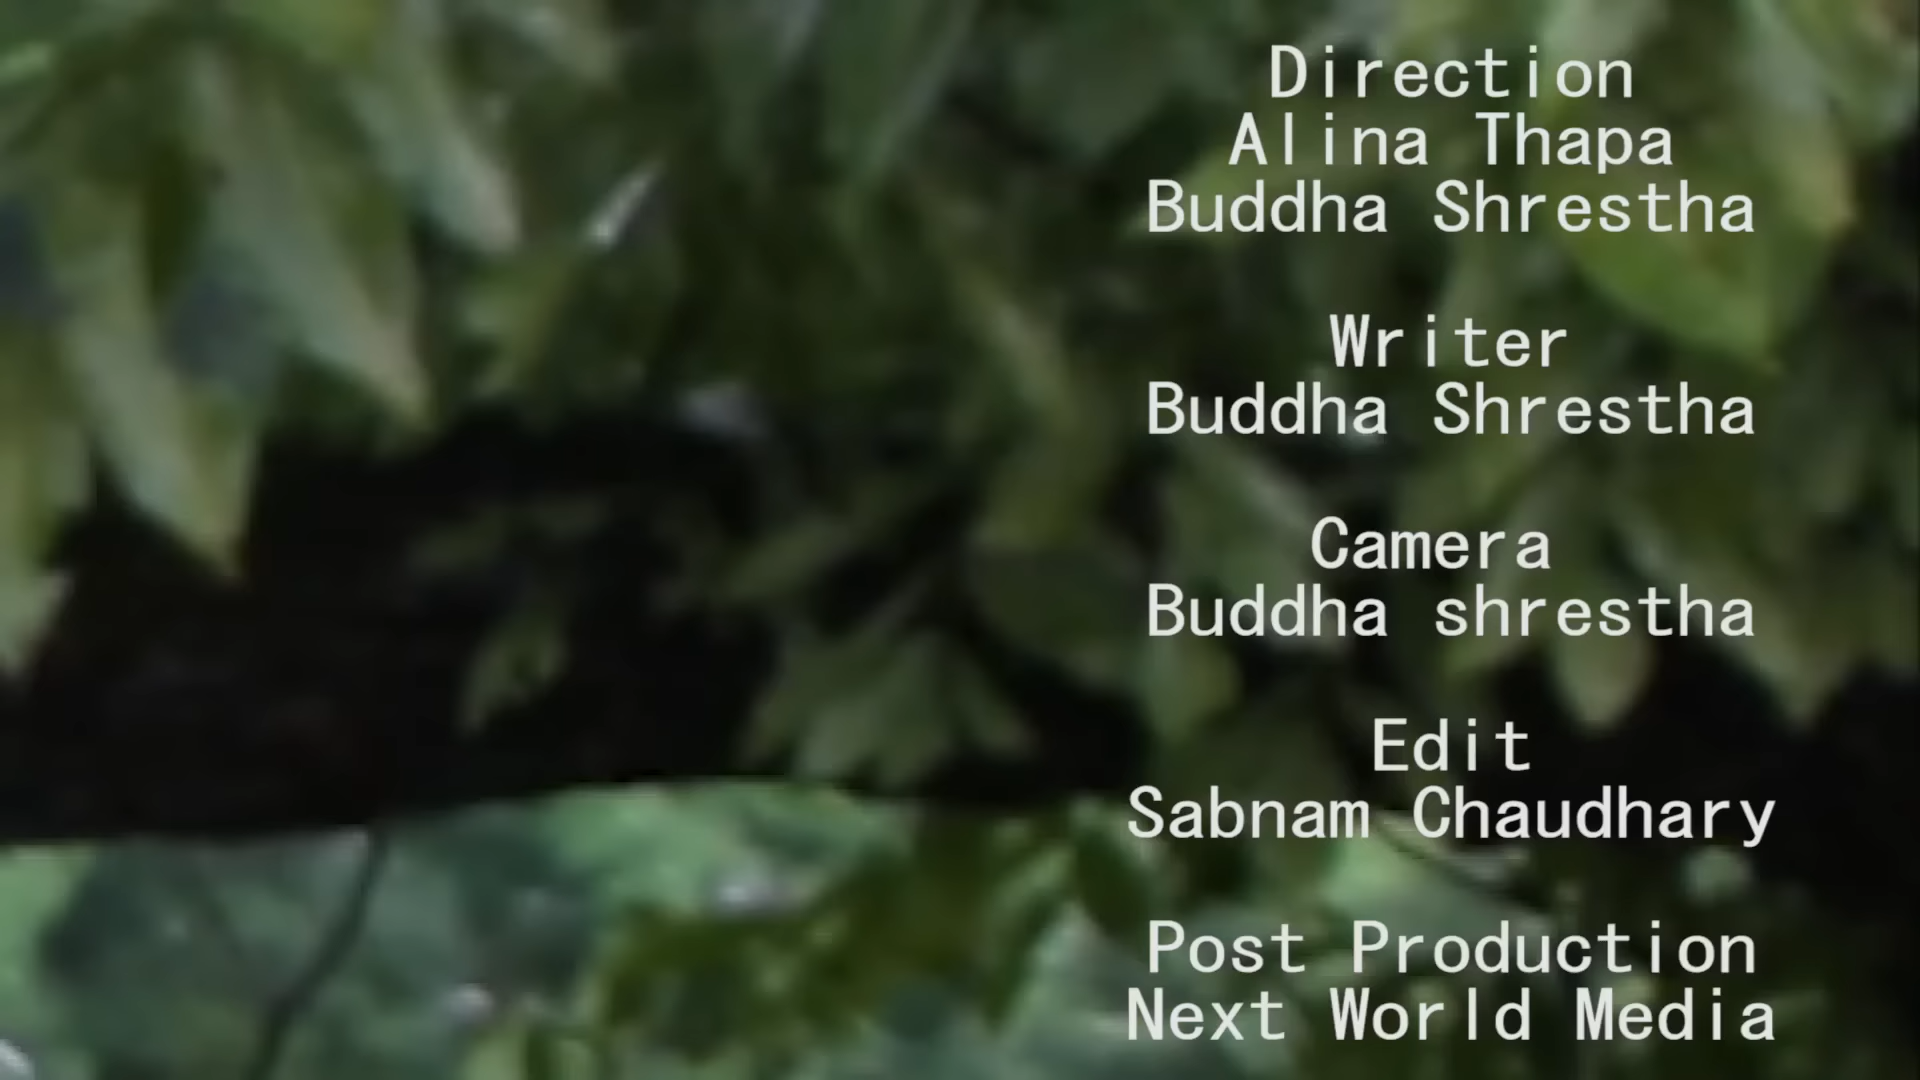 Direction
Alina Thapa
Buddha Shrestha
Writer
Buddha Shrestha
Camera
Buddha shrestha
Edit
Sabnam Chaudhary
Post Production
Next World Media